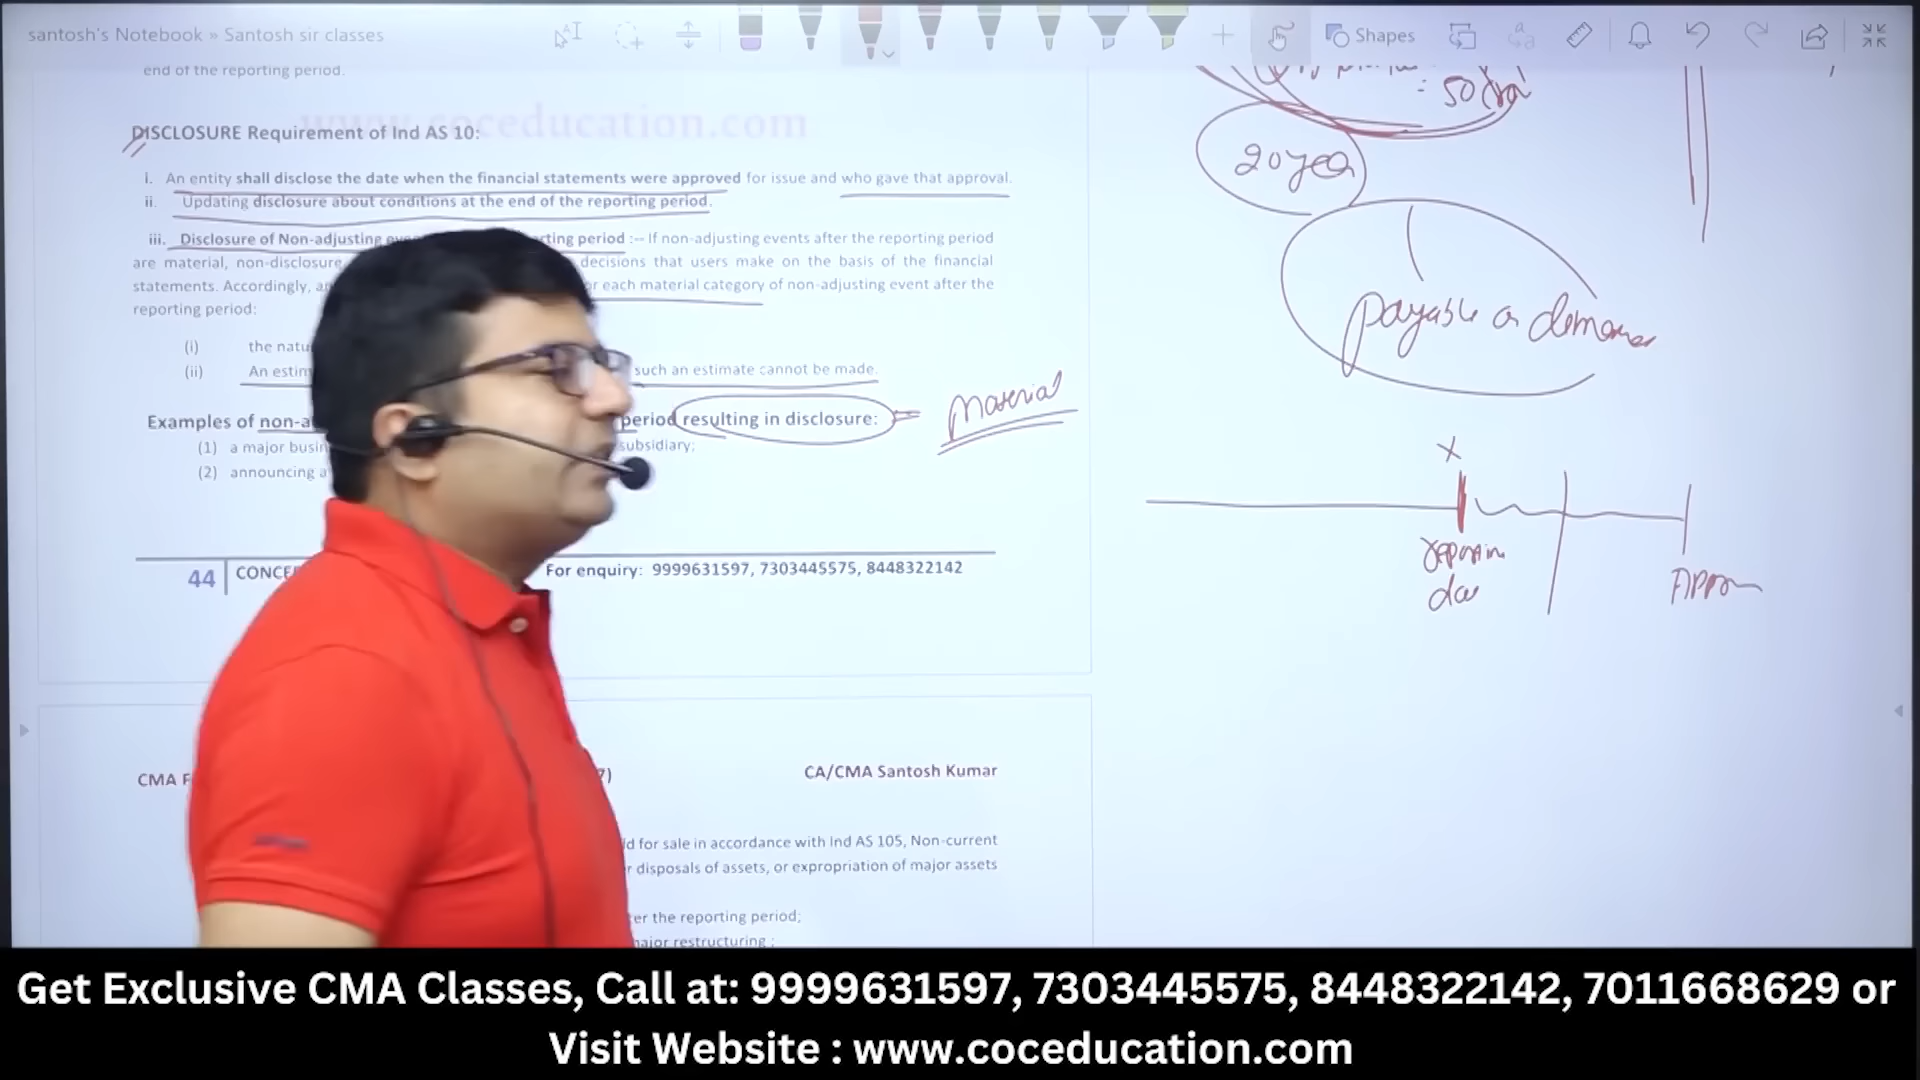 santosh's Notebook » Santosh sir classes
Shapes
end of the reporting period.
www.coceducation.com
DISCLOSURE Requirement of Ind AS 10:
i. An entity shall disclose the date when the financial statements were approved for issue and who gave that approval.
ii. Updating disclosure about conditions at the end of the reporting period.
iii. Disclosure of Non-adjusting rting period :-- If non-adjusting events after the reporting period
are material, non-disclosure decisions that users make on the basis of the financial
statements. Accordingly, each material category of non-adjusting event after the
reporting period:
(i) the natu
(ii) An estim such an estimate cannot be made.
Examples of non-a period resulting in disclosure:
(1) a major busin subsidiary;
(2) announcing a
44 CONCE For enquiry: 9999631597, 7303445575, 8448322142
CMA F 7) CA/CMA Santosh Kumar
ld for sale in accordance with Ind AS 105, Non-current
r disposals of assets, or expropriation of major assets
er the reporting period;
major restructuring ;
50
20 year
payable on
Material
X
Get Exclusive CMA Classes, Call at: 9999631597, 7303445575, 8448322142, 7011668629 or
Visit Website : www.coceducation.com